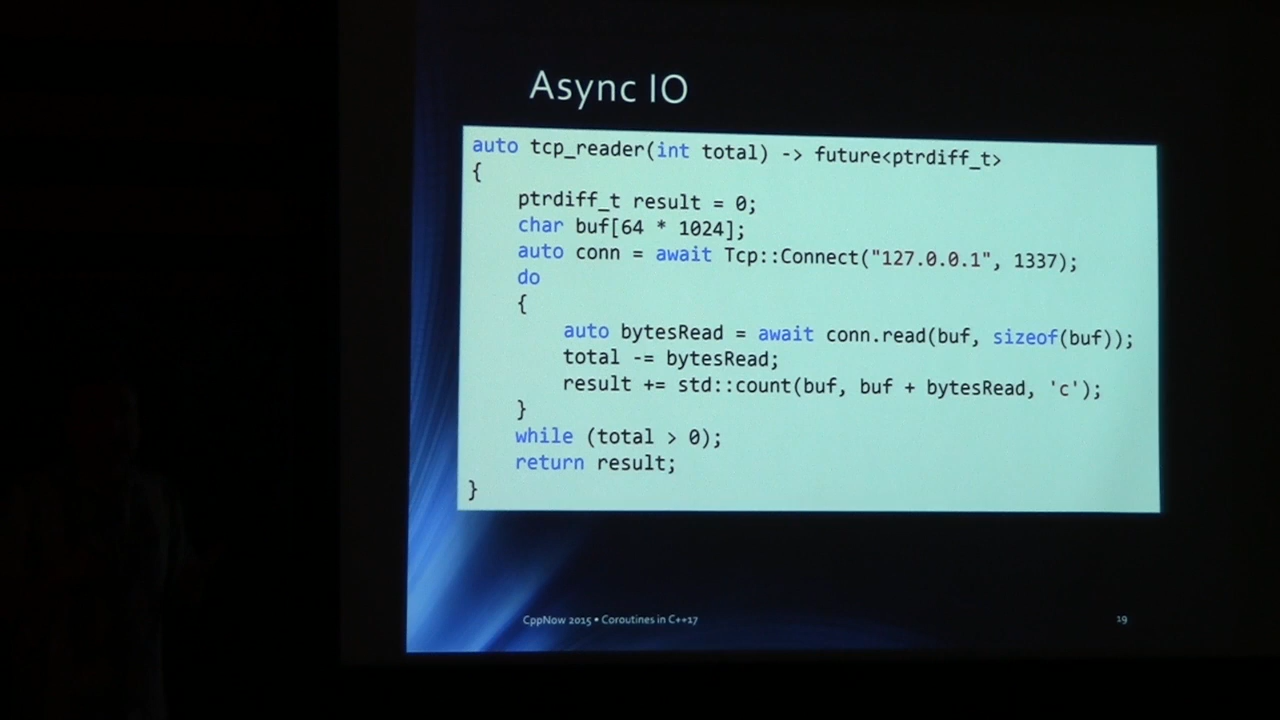 Async IO
auto tcp_reader(int total) -> future<ptrdiff_t>
{
ptrdiff_t result = 0;
char buf[64 * 1024];
auto conn = await Tcp::Connect("127.0.0.1", 1337);
do
{
auto bytesRead = await conn.read(buf, sizeof(buf));
total -= bytesRead;
result += std::count(buf, buf + bytesRead, 'c');
}
while (total > 0);
return result;
}
CppNow 2015 • Coroutines in C++17
19